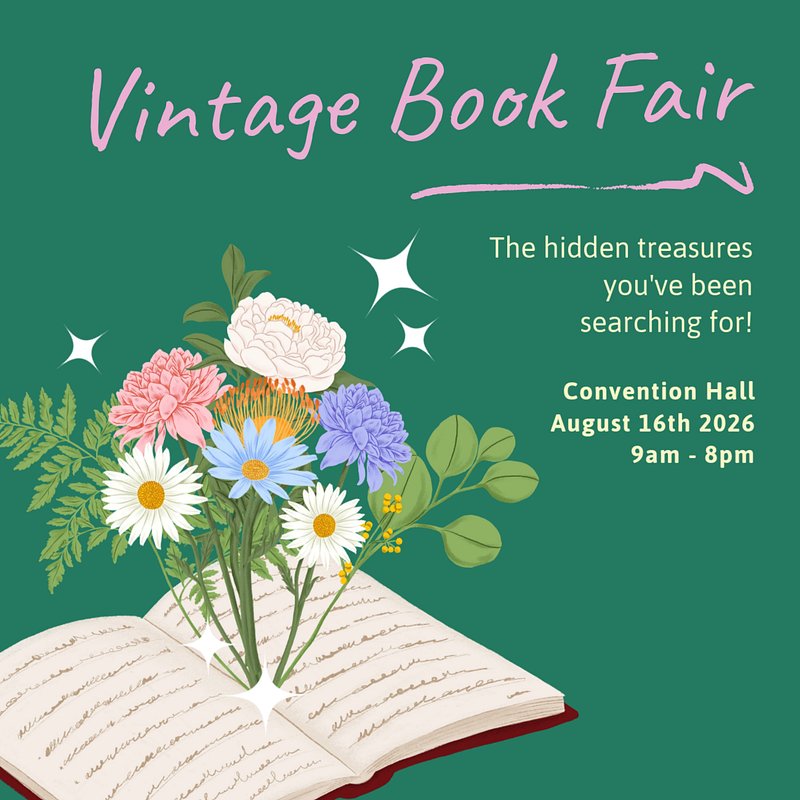 Vintage Book Fair
The hidden treasures
you've been
searching for!
Convention Hall
August 16th 2026
9am - 8pm